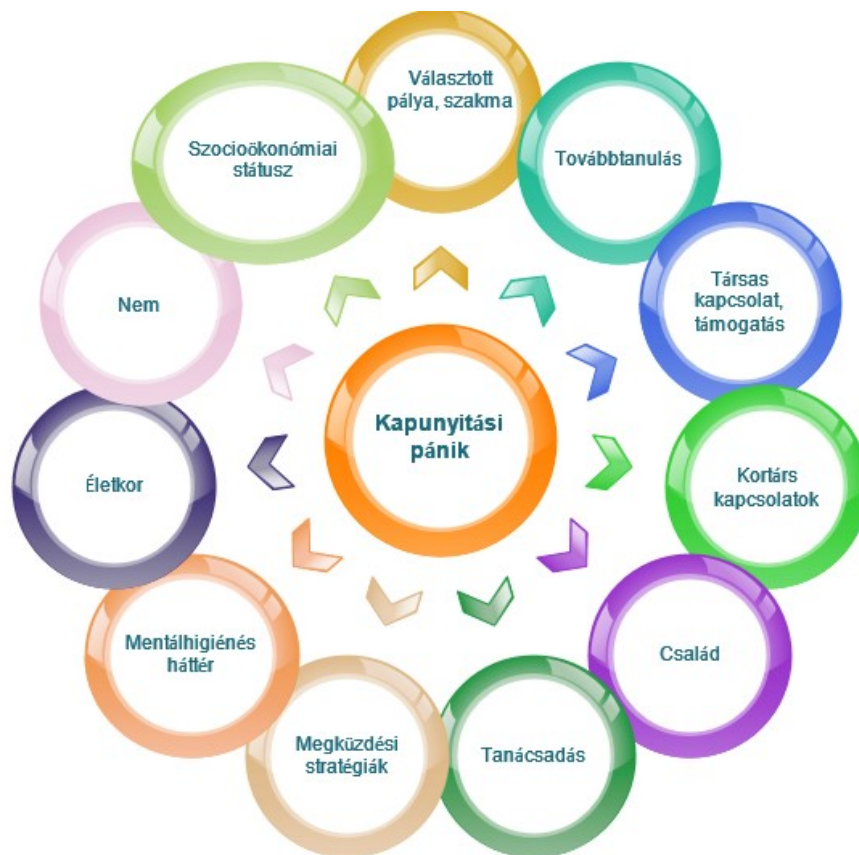 Választott
pálya, szakma
Továbbtanulás
Társas
kapcsolat,
támogatás
Kortárs
kapcsolatok
Család
Tanácsadás
Megküzdési
stratégiák
Mentálhigiénés
háttér
Életkor
Nem
Szocioökonómiai
státusz
Kapunyitási
pánik